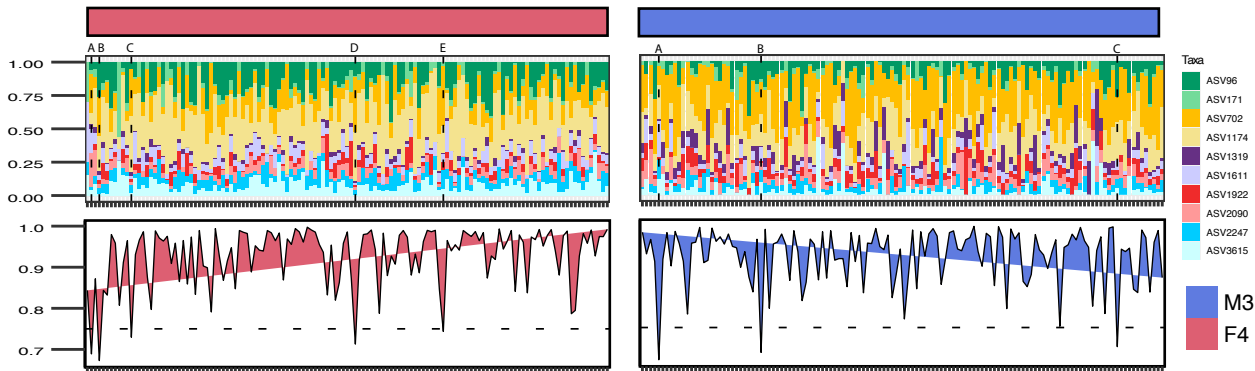 A B C D E
A B C
1.00
0.75
0.50
0.25
0.00
Taxa
ASV96
ASV171
ASV702
ASV1174
ASV1319
ASV1611
ASV1922
ASV2090
ASV2247
ASV3615
1.0
0.9
0.8
0.7
M3
F4